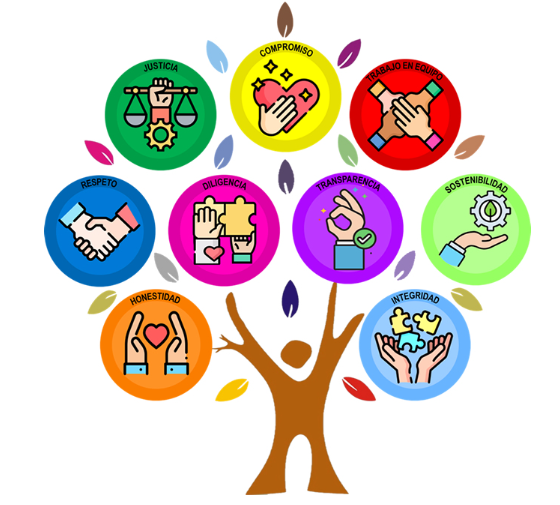 JUSTICIA
COMPROMISO
TRABAJO EN EQUIPO
RESPETO
DILIGENCIA
TRANSPARENCIA
SOSTENIBILIDAD
HONESTIDAD
INTEGRIDAD